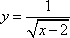 y = 1/√(x−2)